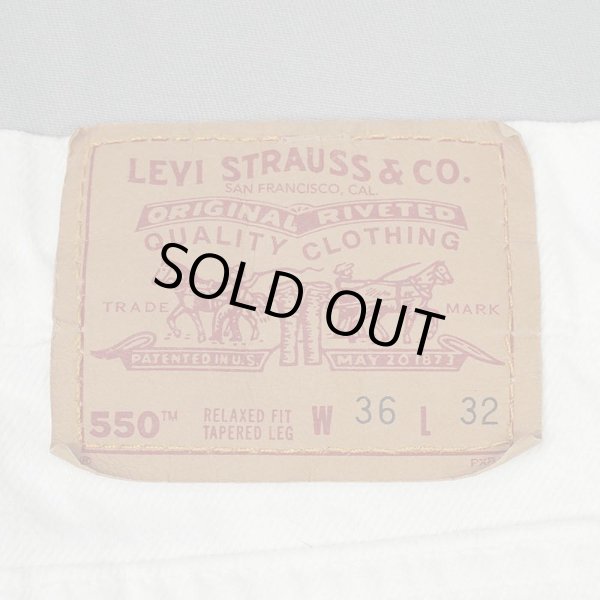 LEVI STRAUSS & CO.
SAN FRANCISCO, CAL.
ORIGINAL RIVETED
QUALITY CLOTHING
SOLD OUT
TRADE MARK
PATENTED IN U.S. MAY 20 1873
550™ RELAXED FIT W 36 L 32
TAPERED LEG
®